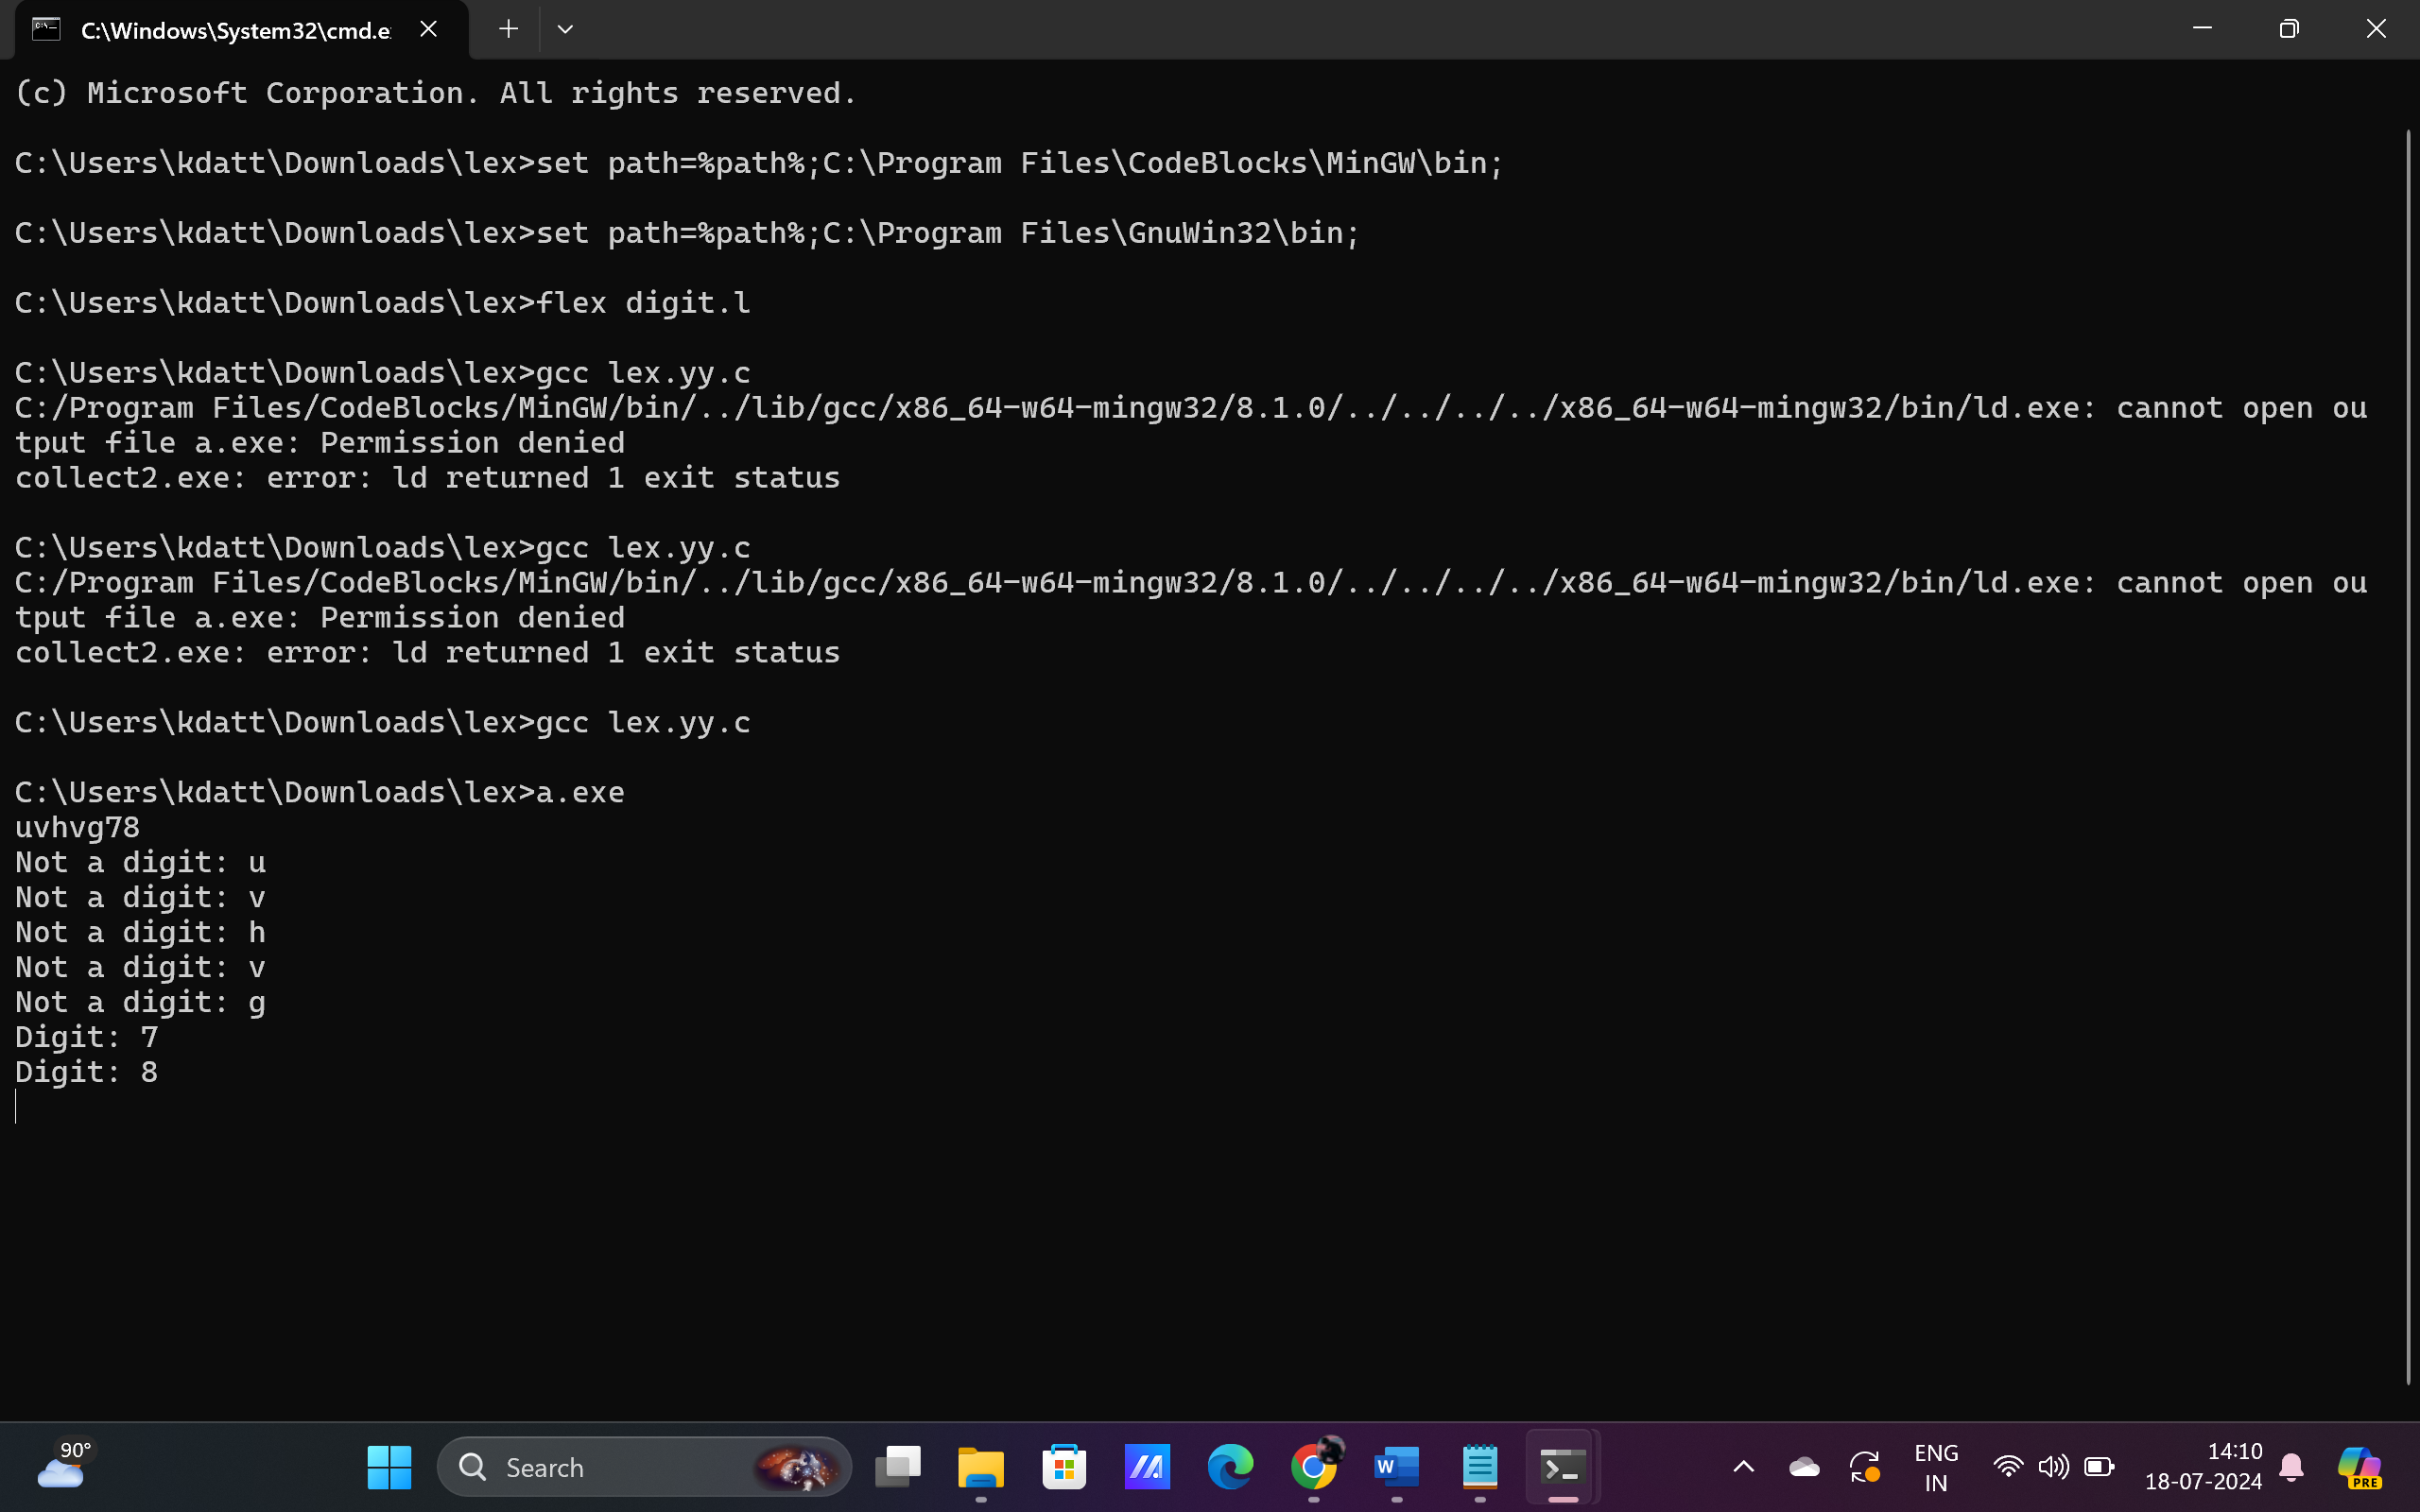 C:\Windows\System32\cmd.e
(c) Microsoft Corporation. All rights reserved.
C:\Users\kdatt\Downloads\lex>set path=%path%;C:\Program Files\CodeBlocks\MinGW\bin;
C:\Users\kdatt\Downloads\lex>set path=%path%;C:\Program Files\GnuWin32\bin;
C:\Users\kdatt\Downloads\lex>flex digit.l
C:\Users\kdatt\Downloads\lex>gcc lex.yy.c
C:/Program Files/CodeBlocks/MinGW/bin/../lib/gcc/x86_64-w64-mingw32/8.1.0/../../../../x86_64-w64-mingw32/bin/ld.exe: cannot open ou
tput file a.exe: Permission denied
collect2.exe: error: ld returned 1 exit status
C:\Users\kdatt\Downloads\lex>gcc lex.yy.c
C:/Program Files/CodeBlocks/MinGW/bin/../lib/gcc/x86_64-w64-mingw32/8.1.0/../../../../x86_64-w64-mingw32/bin/ld.exe: cannot open ou
tput file a.exe: Permission denied
collect2.exe: error: ld returned 1 exit status
C:\Users\kdatt\Downloads\lex>gcc lex.yy.c
C:\Users\kdatt\Downloads\lex>a.exe
uvhvg78
Not a digit: u
Not a digit: v
Not a digit: h
Not a digit: v
Not a digit: g
Digit: 7
Digit: 8
90°
Search
W
ENG
IN
14:10
18-07-2024
PRE